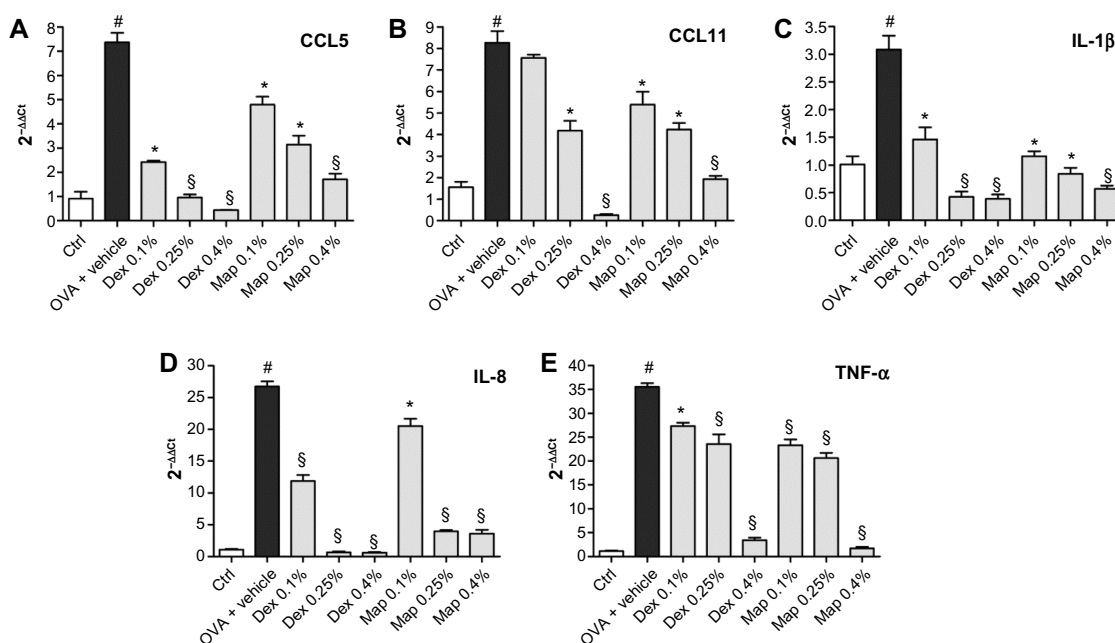 A
CCL5
2−ΔΔCt
8
7
6
5
4
3
2
1
0
#
*
§
§
*
*
§
Ctrl
OVA + vehicle
Dex 0.1%
Dex 0.25%
Dex 0.4%
Map 0.1%
Map 0.25%
Map 0.4%
B
CCL11
2−ΔΔCt
9
8
7
6
5
4
3
2
1
0
#
*
§
*
*
§
Ctrl
OVA + vehicle
Dex 0.1%
Dex 0.25%
Dex 0.4%
Map 0.1%
Map 0.25%
Map 0.4%
C
IL-1β
2−ΔΔCt
3.5
3.0
2.5
2.0
1.5
1.0
0.5
0.0
#
*
§
§
*
*
§
Ctrl
OVA + vehicle
Dex 0.1%
Dex 0.25%
Dex 0.4%
Map 0.1%
Map 0.25%
Map 0.4%
D
IL-8
2−ΔΔCt
30
25
20
15
10
5
0
#
§
§
§
*
§
§
Ctrl
OVA + vehicle
Dex 0.1%
Dex 0.25%
Dex 0.4%
Map 0.1%
Map 0.25%
Map 0.4%
E
TNF-α
2−ΔΔCt
40
35
30
25
20
15
10
5
0
#
*
§
§
§
§
§
Ctrl
OVA + vehicle
Dex 0.1%
Dex 0.25%
Dex 0.4%
Map 0.1%
Map 0.25%
Map 0.4%